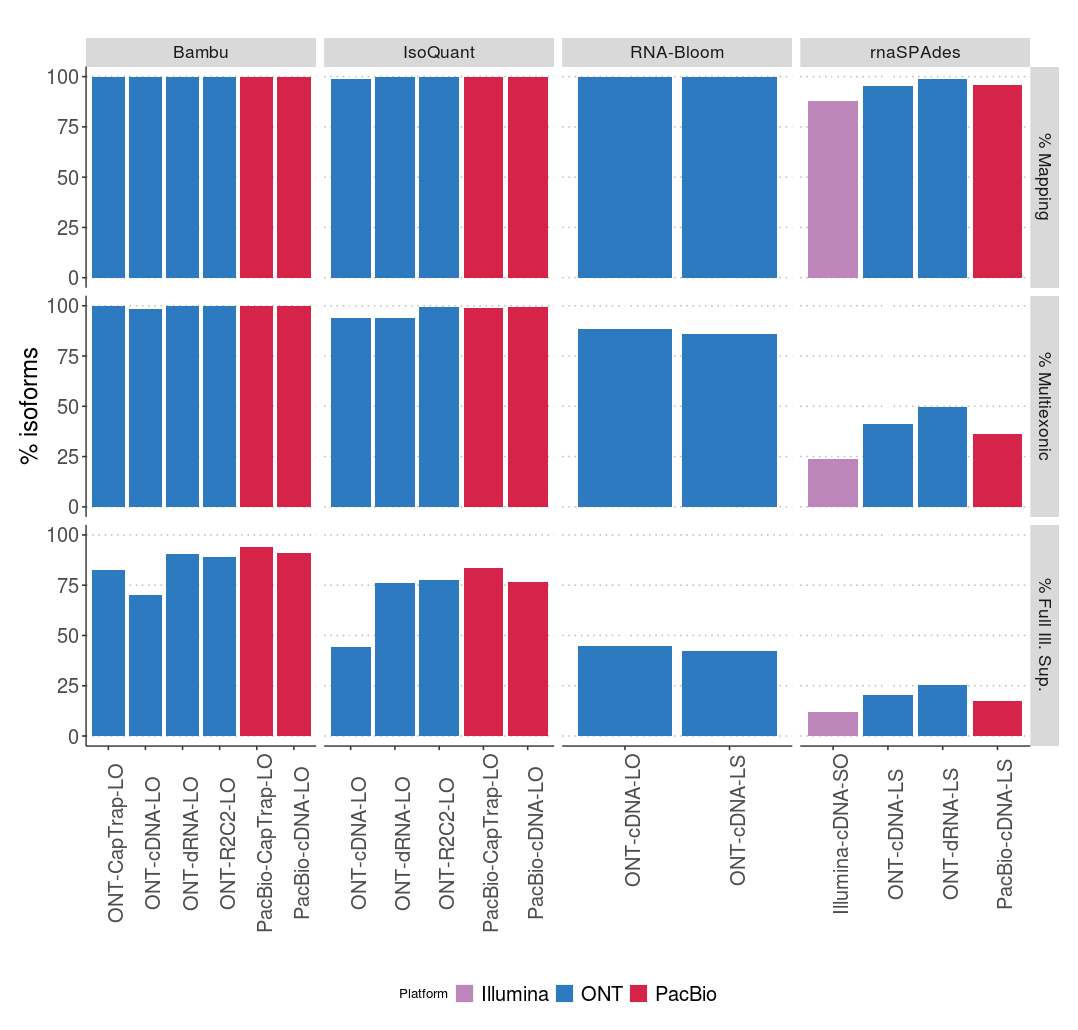 Bambu IsoQuant RNA-Bloom rnaSPAdes
100
75
50
25
0
% Mapping
100
75
50
25
0
% Multiexonic
100
75
50
25
0
% Full Ill. Sup.
% isoforms
ONT-CapTrap-LO
ONT-cDNA-LO
ONT-dRNA-LO
ONT-R2C2-LO
PacBio-CapTrap-LO
PacBio-cDNA-LO
ONT-cDNA-LO
ONT-dRNA-LO
ONT-R2C2-LO
PacBio-CapTrap-LO
PacBio-cDNA-LO
ONT-cDNA-LO
ONT-cDNA-LS
Illumina-cDNA-SO
ONT-cDNA-LS
ONT-dRNA-LS
PacBio-cDNA-LS
Platform Illumina ONT PacBio